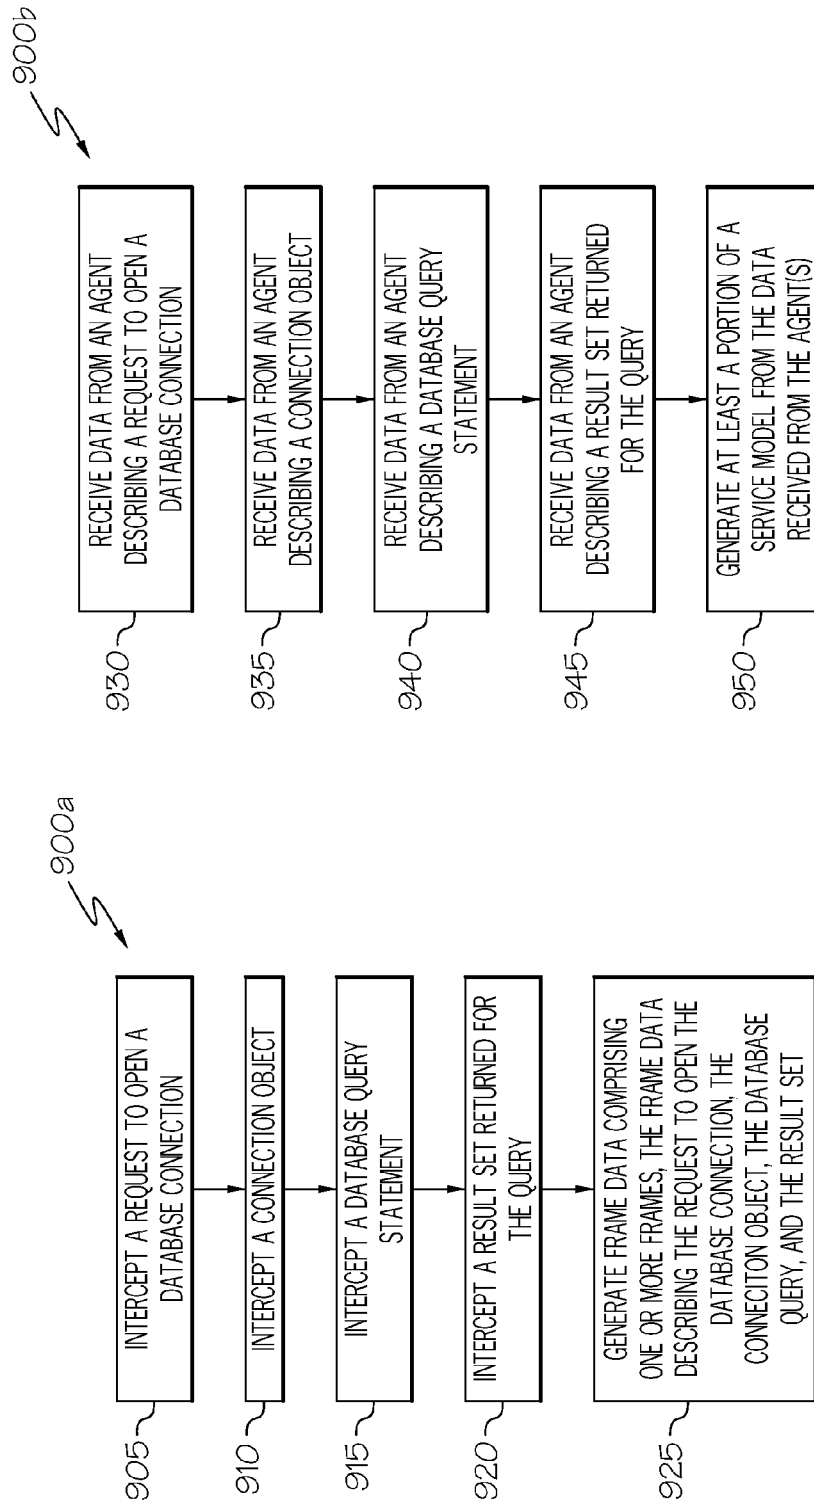 900a
905
INTERCEPT A REQUEST TO OPEN A
DATABASE CONNECTION
910
INTERCEPT A CONNECTION OBJECT
915
INTERCEPT A DATABASE QUERY
STATEMENT
920
INTERCEPT A RESULT SET RETURNED FOR
THE QUERY
925
GENERATE FRAME DATA COMPRISING
ONE OR MORE FRAMES, THE FRAME DATA
DESCRIBING THE REQUEST TO OPEN THE
DATABASE CONNECTION, THE
CONNECITON OBJECT, THE DATABASE
QUERY, AND THE RESULT SET
900b
930
RECEIVE DATA FROM AN AGENT
DESCRIBING A REQUEST TO OPEN A
DATABASE CONNECTION
935
RECEIVE DATA FROM AN AGENT
DESCRIBING A CONNECTION OBJECT
940
RECEIVE DATA FROM AN AGENT
DESCRIBING A DATABASE QUERY
STATEMENT
945
RECEIVE DATA FROM AN AGENT
DESCRIBING A RESULT SET RETURNED
FOR THE QUERY
950
GENERATE AT LEAST A PORTION OF A
SERVICE MODEL FROM THE DATA
RECEIVED FROM THE AGENT(S)